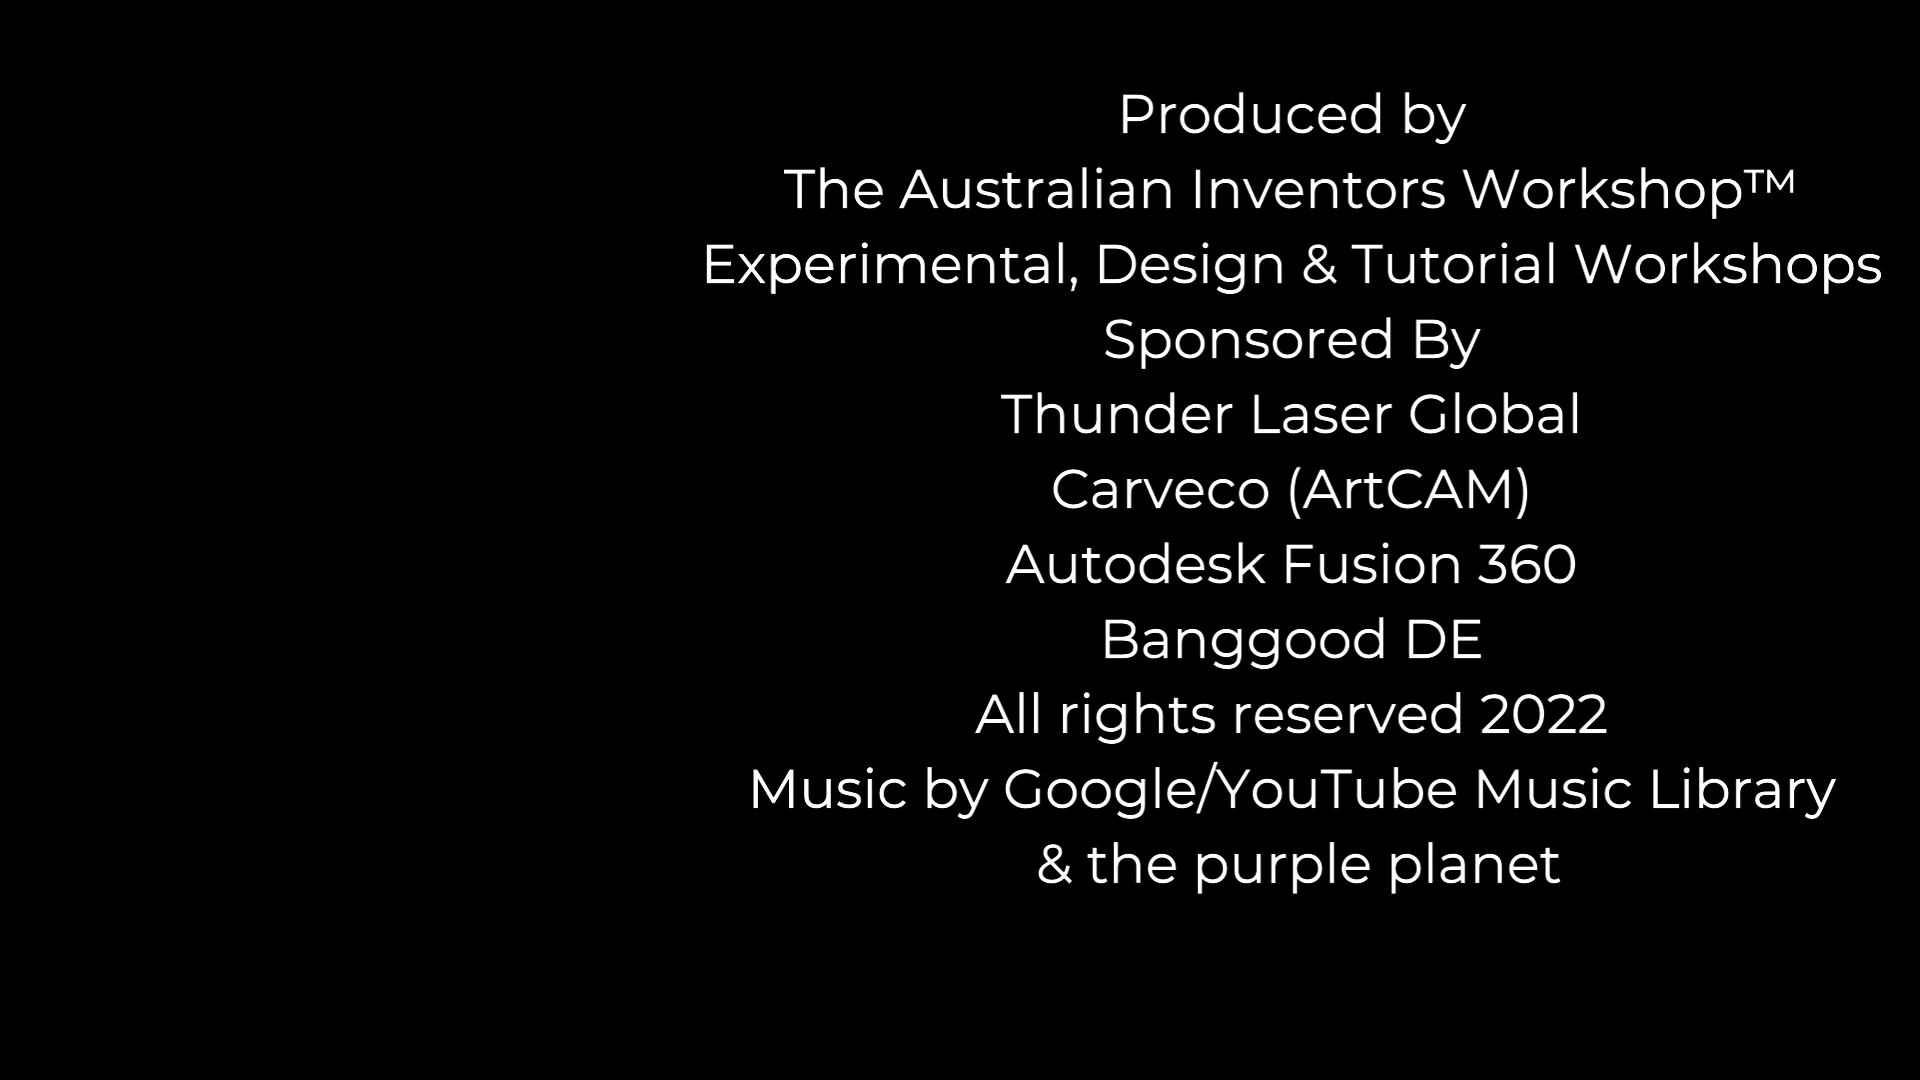 Produced by
The Australian Inventors Workshop™
Experimental, Design & Tutorial Workshops
Sponsored By
Thunder Laser Global
Carveco (ArtCAM)
Autodesk Fusion 360
Banggood DE
All rights reserved 2022
Music by Google/YouTube Music Library
& the purple planet